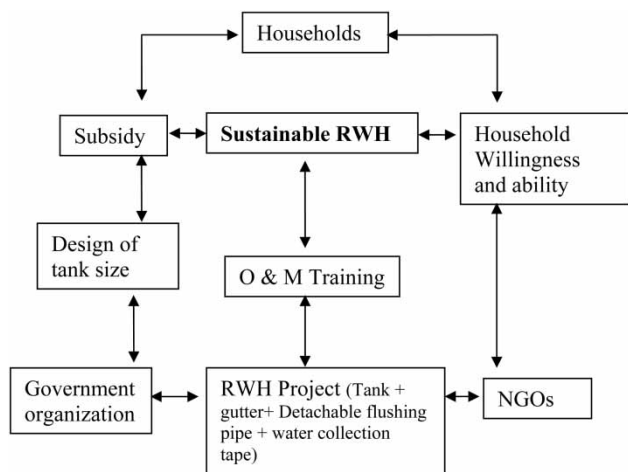 Households
Subsidy
Sustainable RWH
Household
Willingness
and ability
Design of
tank size
O & M Training
Government
organization
RWH Project (Tank +
gutter+ Detachable flushing
pipe + water collection
tape)
NGOs